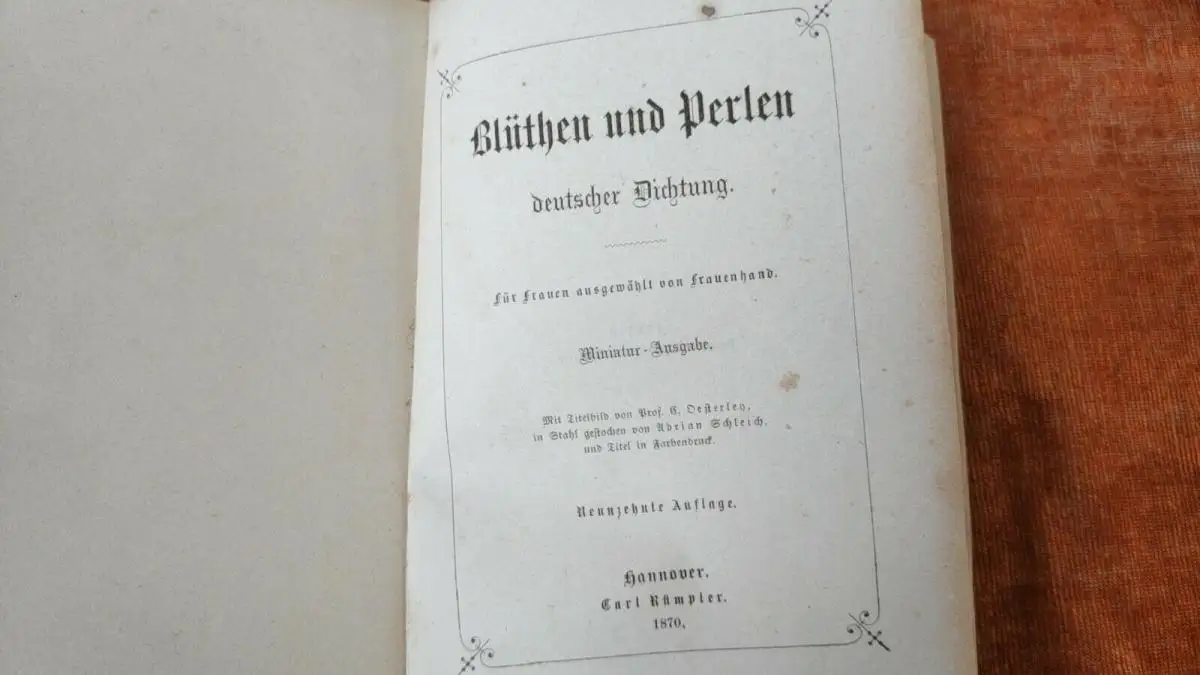 Blüthen und Perlen
deutscher Dichtung.
Für Frauen ausgewählt von Frauenhand.
Miniatur-Ausgabe.
Mit Titelbild von Prof. C. Oesterley,
in Stahl gestochen von Adrian Schleich,
und Titel in Farbendruck.
Neunzehnte Auflage.
Hannover.
Carl Rümpler.
1870.